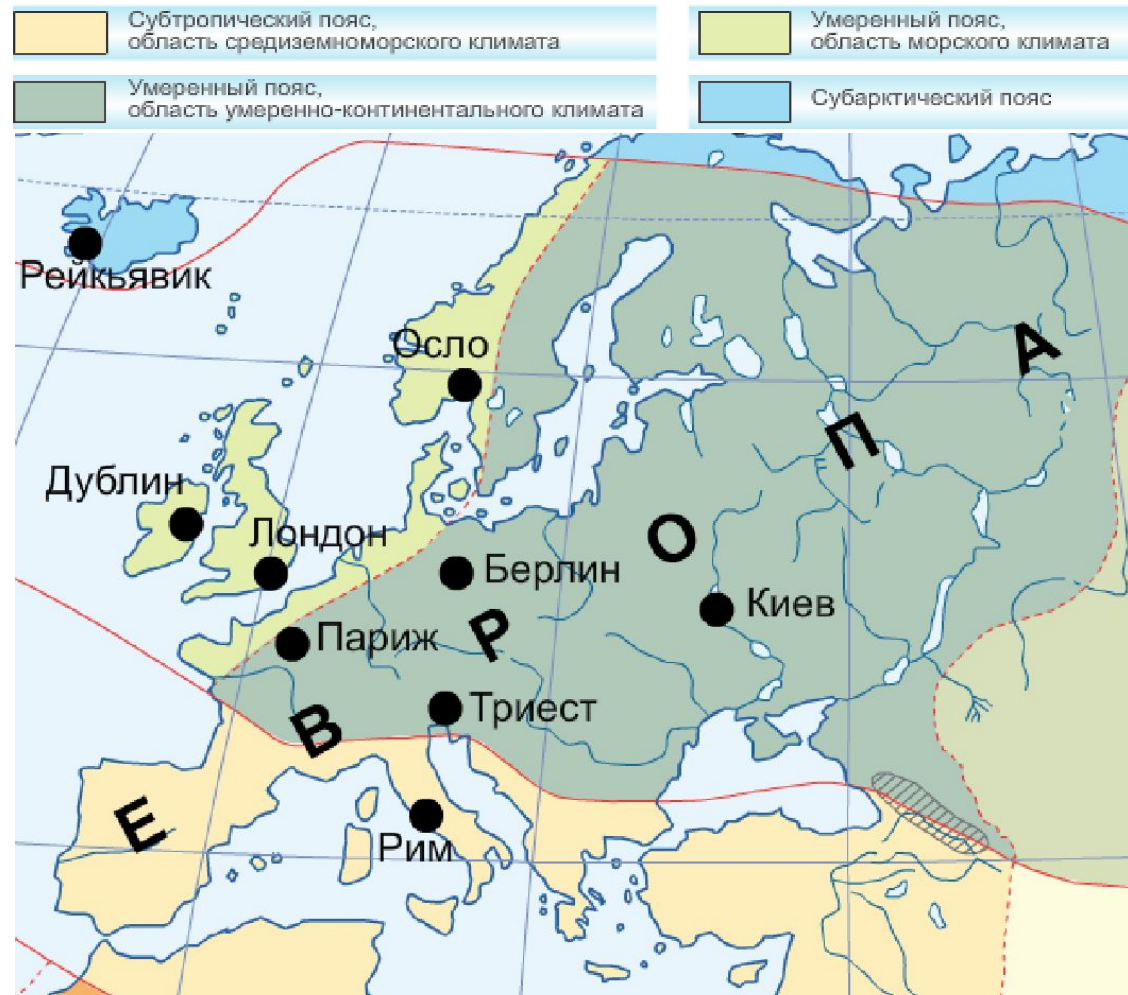 Субтропический пояс,
область средиземноморского климата
Умеренный пояс,
область морского климата
Умеренный пояс,
область умеренно-континентального климата
Субарктический пояс
Рейкьявик
Осло
А
П
Дублин
Лондон
О
Берлин
Киев
Париж
Р
Триест
В
Е
Рим